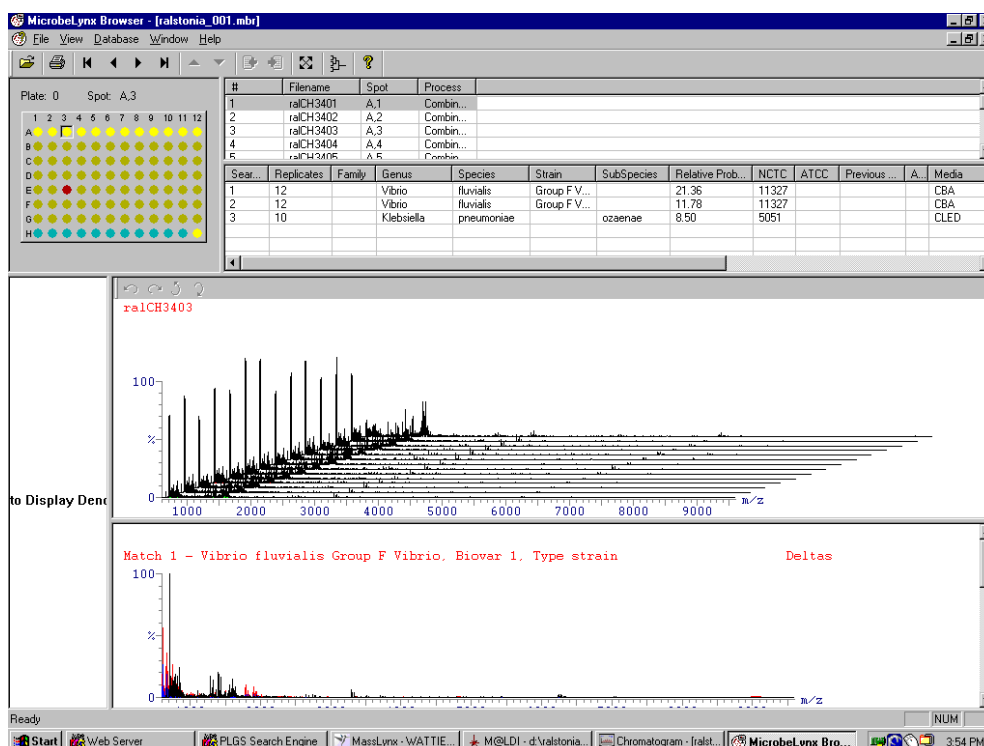 MicrobeLynx Browser - [ralstonia_001.mbr]
File View Database Window Help
Plate: 0 Spot: A,3
1 2 3 4 5 6 7 8 9 10 11 12
A
B
C
D
E
F
G
H
# Filename Spot Process
1 ralCH3401 A,1 Combin...
2 ralCH3402 A,2 Combin...
3 ralCH3403 A,3 Combin...
4 ralCH3404 A,4 Combin...
5 ralCH3405 A,5 Combin
Sear... Replicates Family Genus Species Strain SubSpecies Relative Prob... NCTC ATCC Previous ... A... Media
1 12 Vibrio fluvialis Group F V... 21.36 11327 CBA
2 12 Vibrio fluvialis Group F V... 11.78 11327 CBA
3 10 Klebsiella pneumoniae ozaenae 8.50 5051 CLED
ralCH3403
100
%
0
1000 2000 3000 4000 5000 6000 7000 8000 9000 m/z
to Display Dend
Match 1 - Vibrio fluvialis Group F Vibrio, Biovar 1, Type strain Deltas
100
%
0
m/z
Ready NUM
Start Web Server PLGS Search Engine MassLynx - WATTIE... M@LDI - d:\ralstonia... Chromatogram - [ralst... MicrobeLynx Bro... 3:54 PM